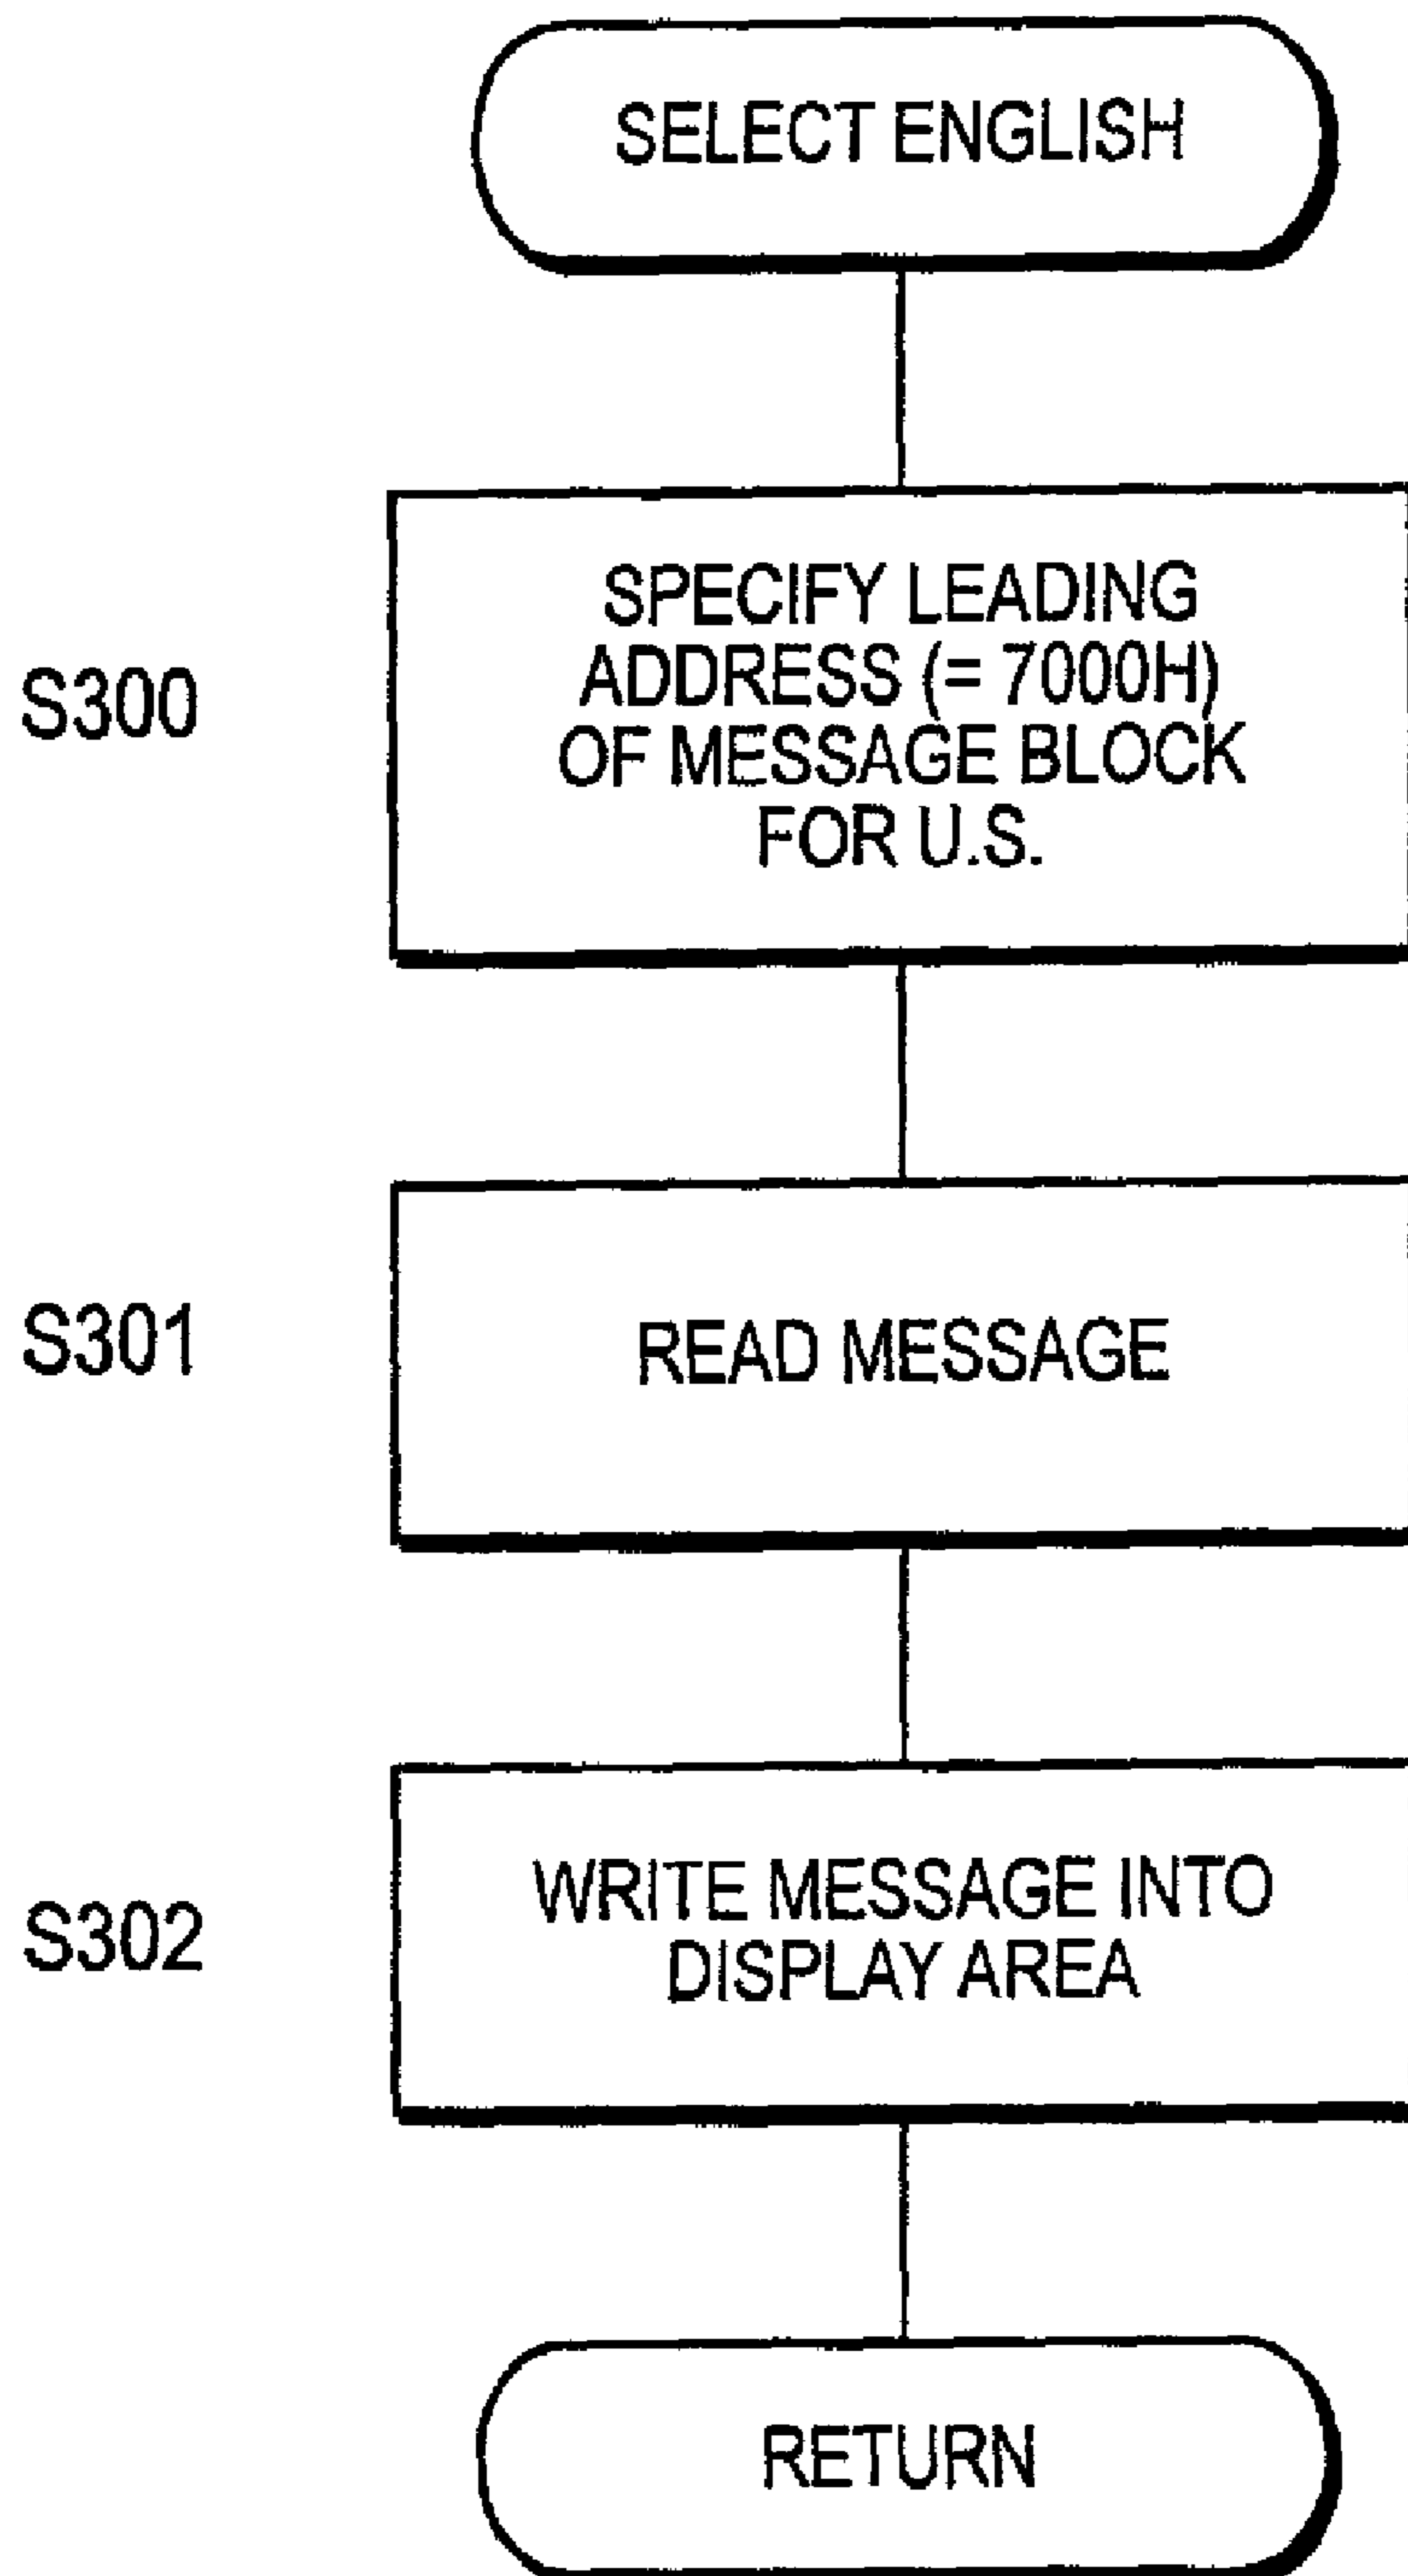 SELECT ENGLISH
S300
SPECIFY LEADING
ADDRESS (= 7000H)
OF MESSAGE BLOCK
FOR U.S.
S301
READ MESSAGE
S302
WRITE MESSAGE INTO
DISPLAY AREA
RETURN